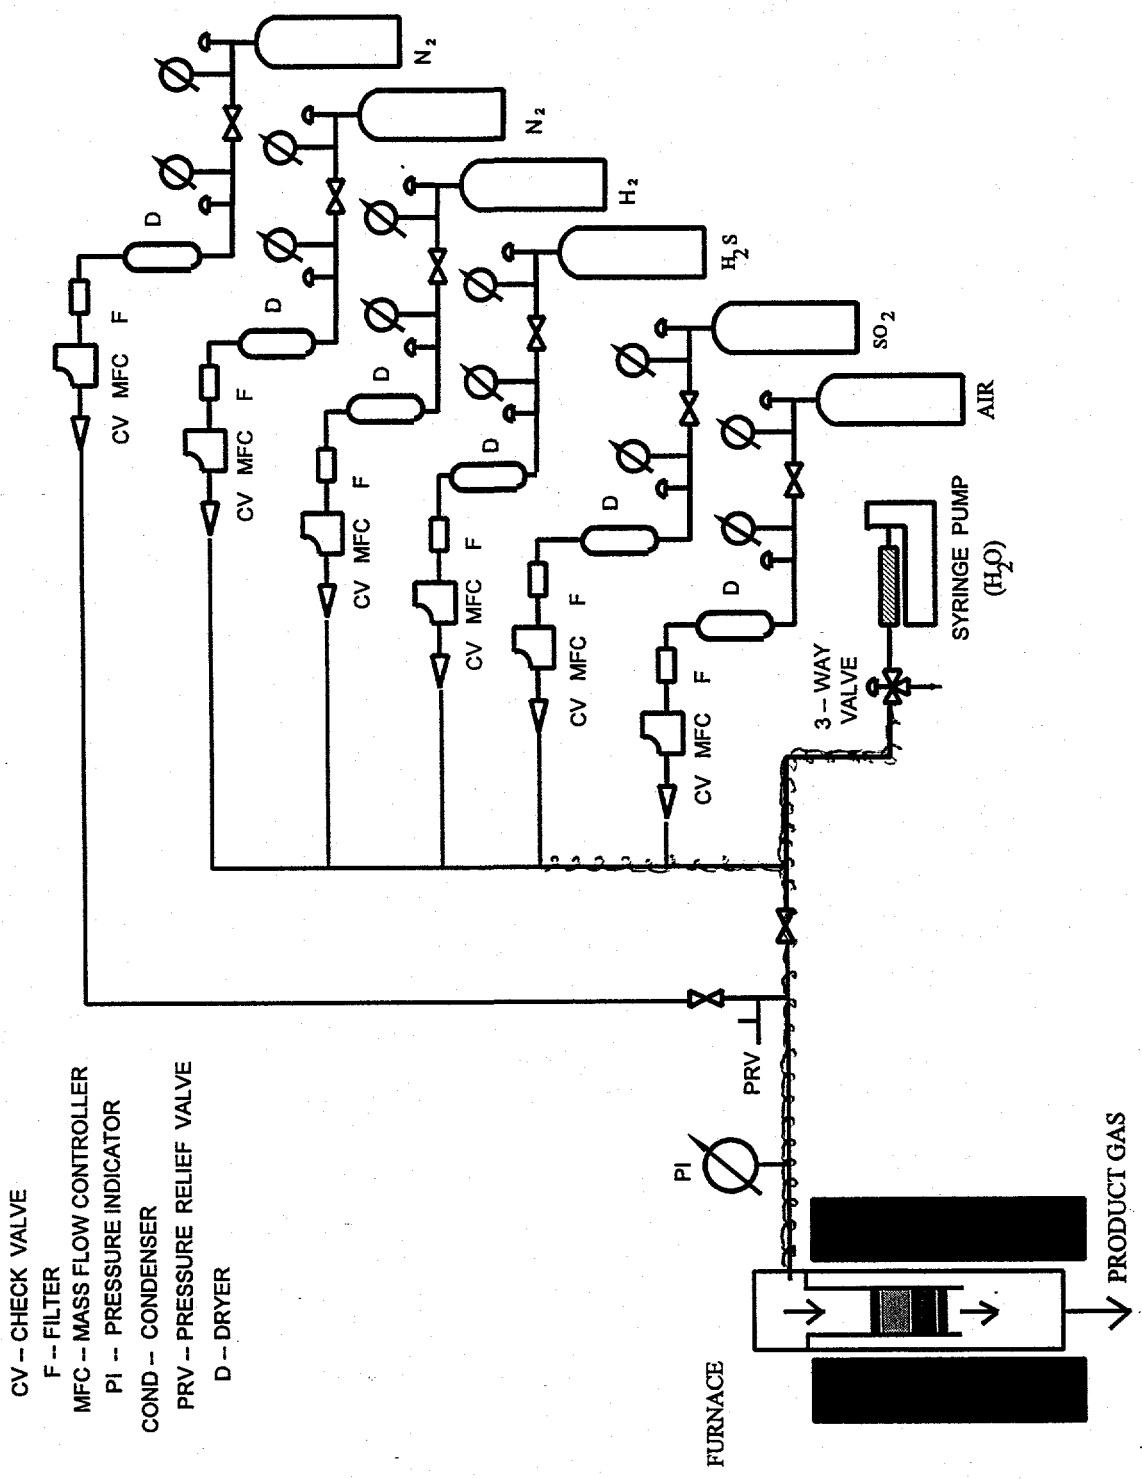 CV -- CHECK VALVE
F -- FILTER
MFC -- MASS FLOW CONTROLLER
PI -- PRESSURE INDICATOR
COND -- CONDENSER
PRV -- PRESSURE RELIEF VALVE
D -- DRYER
CV MFC F
D
N2
CV MFC F
D
N2
CV MFC F
D
H2
CV MFC F
D
H2S
CV MFC F
D
SO2
CV MFC F
D
AIR
3 -- WAY
VALVE
SYRINGE PUMP
(H2O)
PRV
PI
FURNACE
PRODUCT GAS